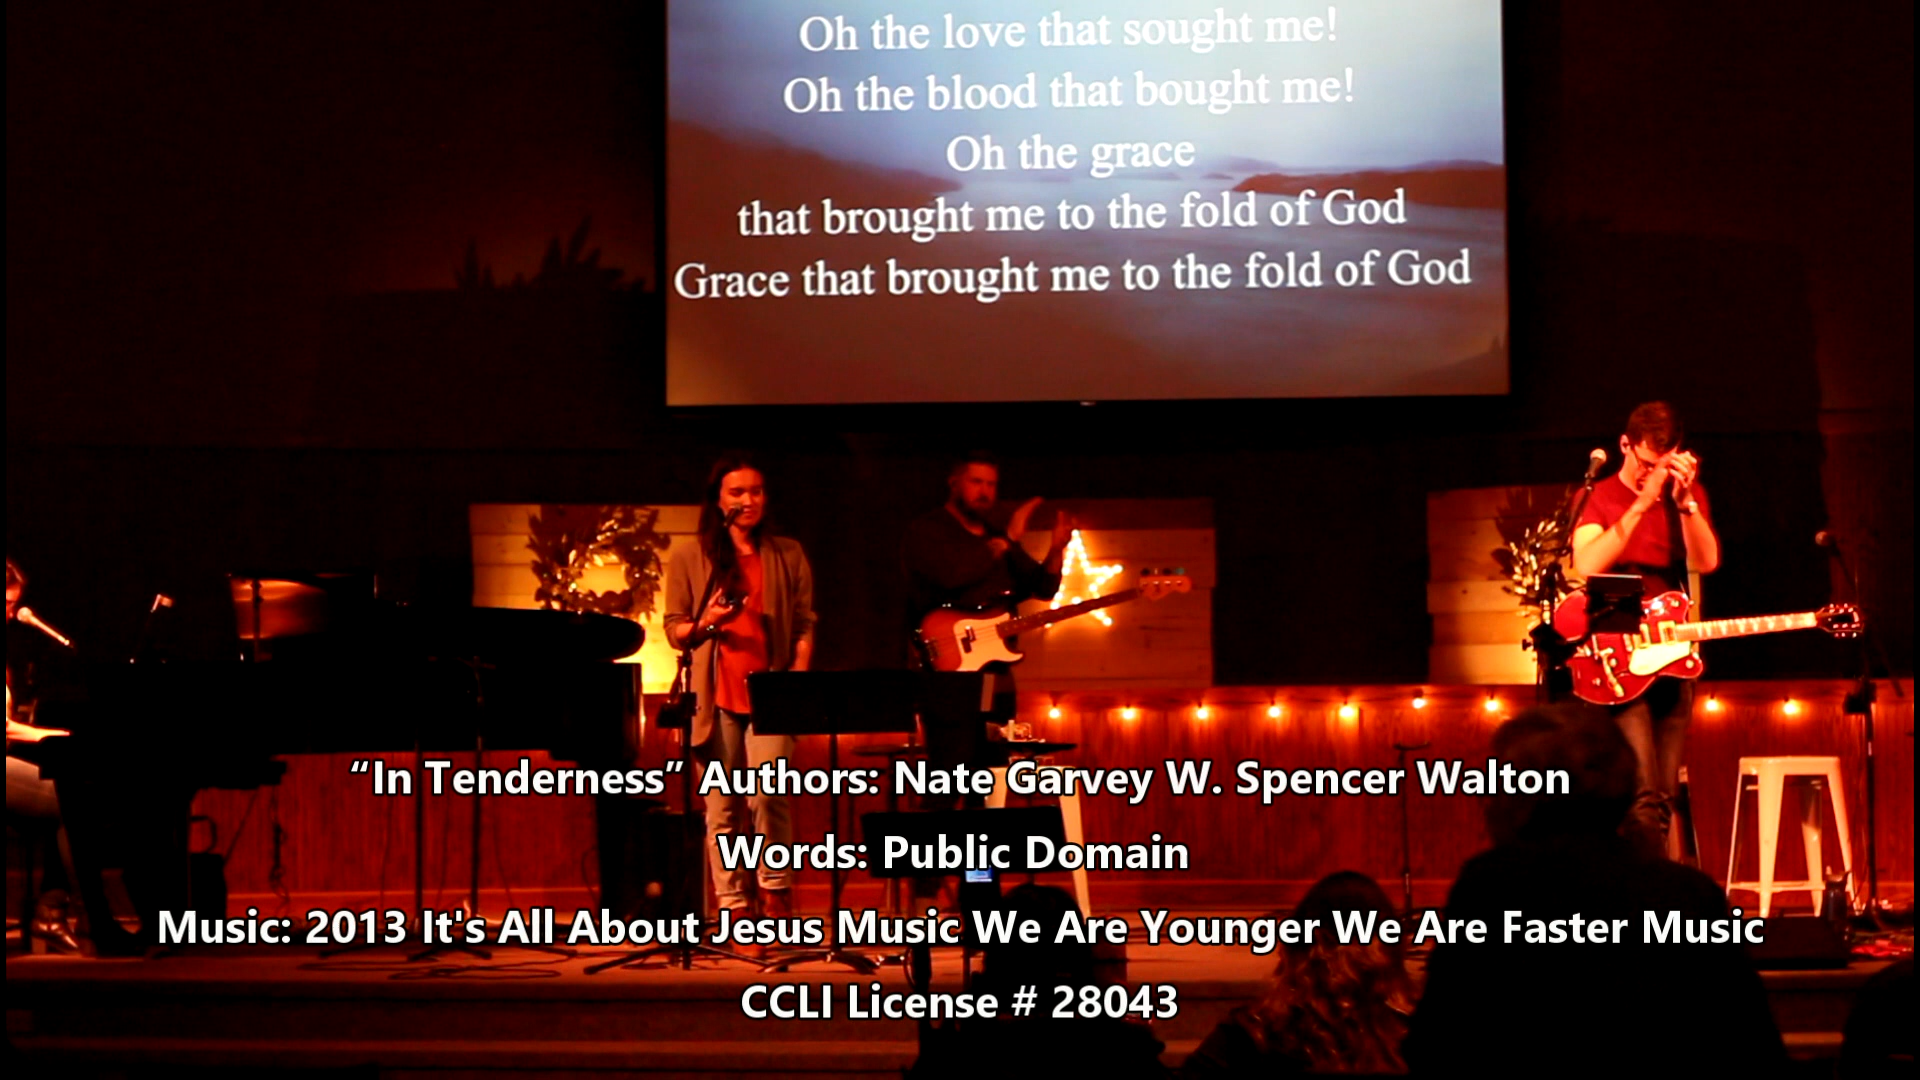 Oh the love that sought me!
Oh the blood that bought me!
Oh the grace
that brought me to the fold of God
Grace that brought me to the fold of God
“In Tenderness” Authors: Nate Garvey W. Spencer Walton
Words: Public Domain
Music: 2013 It's All About Jesus Music We Are Younger We Are Faster Music
CCLI License # 28043